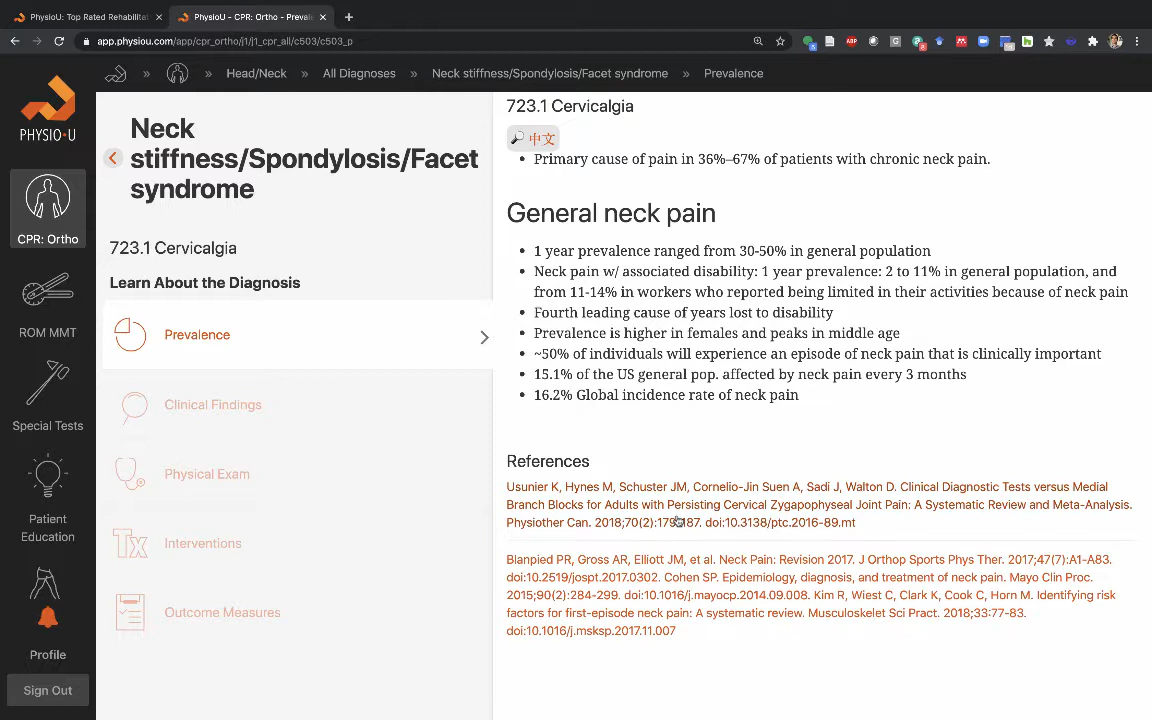 PhysioU: Top Rated Rehabilitat
PhysioU - CPR: Ortho - Prevale
app.physiou.com/app/cpr_ortho/j1/j1_cpr_all/c503/c503_p
» » Head/Neck » All Diagnoses » Neck stiffness/Spondylosis/Facet syndrome » Prevalence
PHYSIO•U
CPR: Ortho
ROM MMT
Special Tests
Patient
Education
Profile
Sign Out
Neck
stiffness/Spondylosis/Facet
syndrome
723.1 Cervicalgia
Learn About the Diagnosis
Prevalence
Clinical Findings
Physical Exam
Tx
Interventions
Outcome Measures
723.1 Cervicalgia
中文
• Primary cause of pain in 36%–67% of patients with chronic neck pain.
General neck pain
• 1 year prevalence ranged from 30-50% in general population
• Neck pain w/ associated disability: 1 year prevalence: 2 to 11% in general population, and
from 11-14% in workers who reported being limited in their activities because of neck pain
• Fourth leading cause of years lost to disability
• Prevalence is higher in females and peaks in middle age
• ~50% of individuals will experience an episode of neck pain that is clinically important
• 15.1% of the US general pop. affected by neck pain every 3 months
• 16.2% Global incidence rate of neck pain
References
Usunier K, Hynes M, Schuster JM, Cornelio-Jin Suen A, Sadi J, Walton D. Clinical Diagnostic Tests versus Medial
Branch Blocks for Adults with Persisting Cervical Zygapophyseal Joint Pain: A Systematic Review and Meta-Analysis.
Physiother Can. 2018;70(2):179-187. doi:10.3138/ptc.2016-89.mt
Blanpied PR, Gross AR, Elliott JM, et al. Neck Pain: Revision 2017. J Orthop Sports Phys Ther. 2017;47(7):A1-A83.
doi:10.2519/jospt.2017.0302. Cohen SP. Epidemiology, diagnosis, and treatment of neck pain. Mayo Clin Proc.
2015;90(2):284-299. doi:10.1016/j.mayocp.2014.09.008. Kim R, Wiest C, Clark K, Cook C, Horn M. Identifying risk
factors for first-episode neck pain: A systematic review. Musculoskelet Sci Pract. 2018;33:77-83.
doi:10.1016/j.msksp.2017.11.007